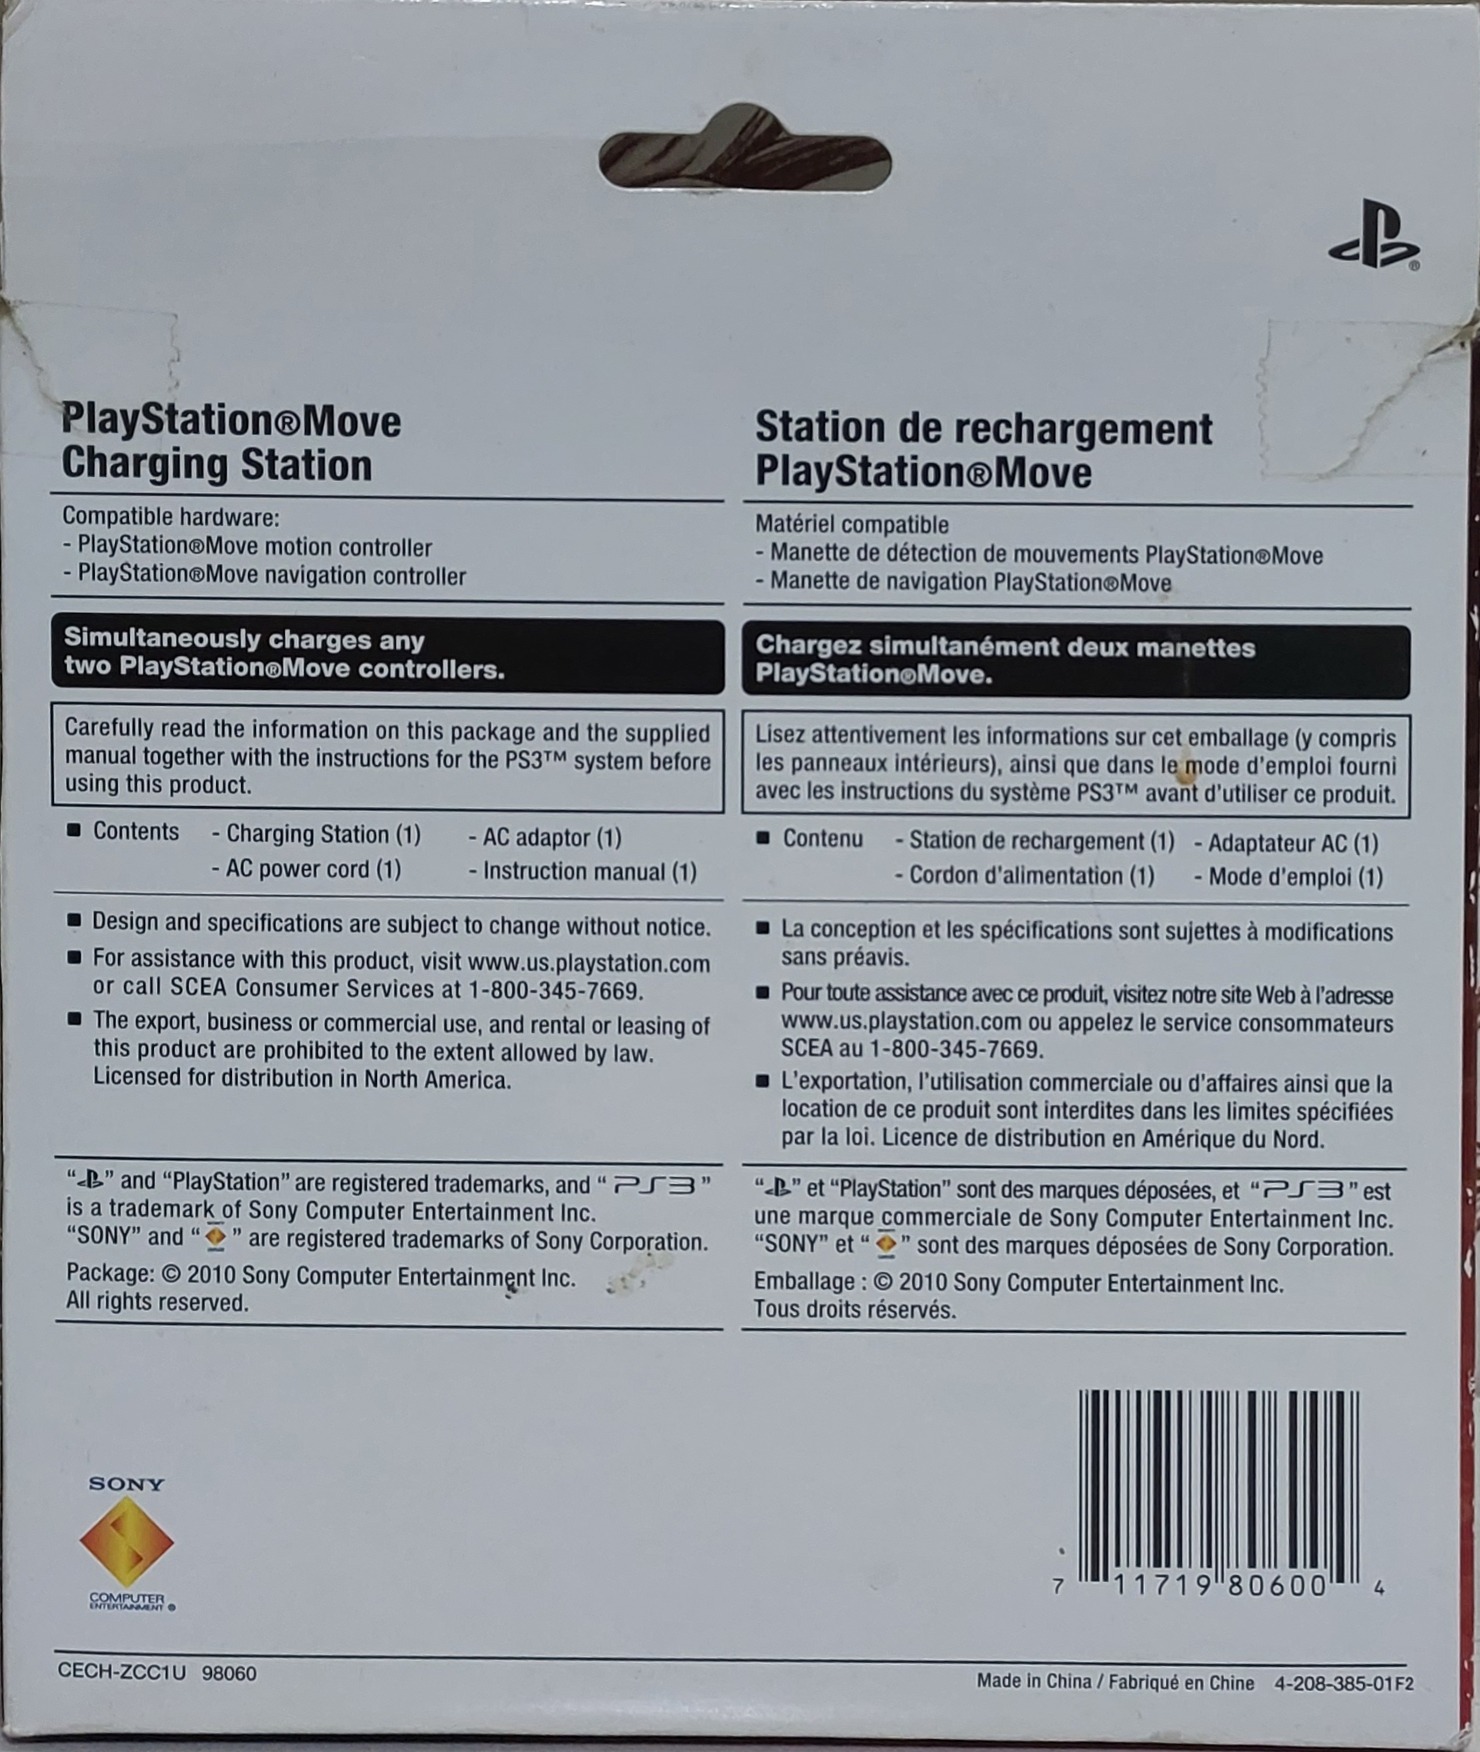 PlayStation®Move
Charging Station
Compatible hardware:
- PlayStation®Move motion controller
- PlayStation®Move navigation controller
Simultaneously charges any
two PlayStation®Move controllers.
Carefully read the information on this package and the supplied
manual together with the instructions for the PS3™ system before
using this product.
■ Contents - Charging Station (1) - AC adaptor (1)
- AC power cord (1) - Instruction manual (1)
■ Design and specifications are subject to change without notice.
■ For assistance with this product, visit www.us.playstation.com
or call SCEA Consumer Services at 1-800-345-7669.
■ The export, business or commercial use, and rental or leasing of
this product are prohibited to the extent allowed by law.
Licensed for distribution in North America.
“ ” and “PlayStation” are registered trademarks, and “PS3”
is a trademark of Sony Computer Entertainment Inc.
“SONY” and “ ” are registered trademarks of Sony Corporation.
Package: © 2010 Sony Computer Entertainment Inc.
All rights reserved.
Station de rechargement
PlayStation®Move
Matériel compatible
- Manette de détection de mouvements PlayStation®Move
- Manette de navigation PlayStation®Move
Chargez simultanément deux manettes
PlayStation®Move.
Lisez attentivement les informations sur cet emballage (y compris
les panneaux intérieurs), ainsi que dans le mode d'emploi fourni
avec les instructions du système PS3™ avant d'utiliser ce produit.
■ Contenu - Station de rechargement (1) - Adaptateur AC (1)
- Cordon d'alimentation (1) - Mode d'emploi (1)
■ La conception et les spécifications sont sujettes à modifications
sans préavis.
■ Pour toute assistance avec ce produit, visitez notre site Web à l'adresse
www.us.playstation.com ou appelez le service consommateurs
SCEA au 1-800-345-7669.
■ L'exportation, l'utilisation commerciale ou d'affaires ainsi que la
location de ce produit sont interdites dans les limites spécifiées
par la loi. Licence de distribution en Amérique du Nord.
“ ” et “PlayStation” sont des marques déposées, et “PS3” est
une marque commerciale de Sony Computer Entertainment Inc.
“SONY” et “ ” sont des marques déposées de Sony Corporation.
Emballage : © 2010 Sony Computer Entertainment Inc.
Tous droits réservés.
SONY
COMPUTER
ENTERTAINMENT ®
7 11719 80600 4
CECH-ZCC1U 98060
Made in China / Fabriqué en Chine 4-208-385-01F2